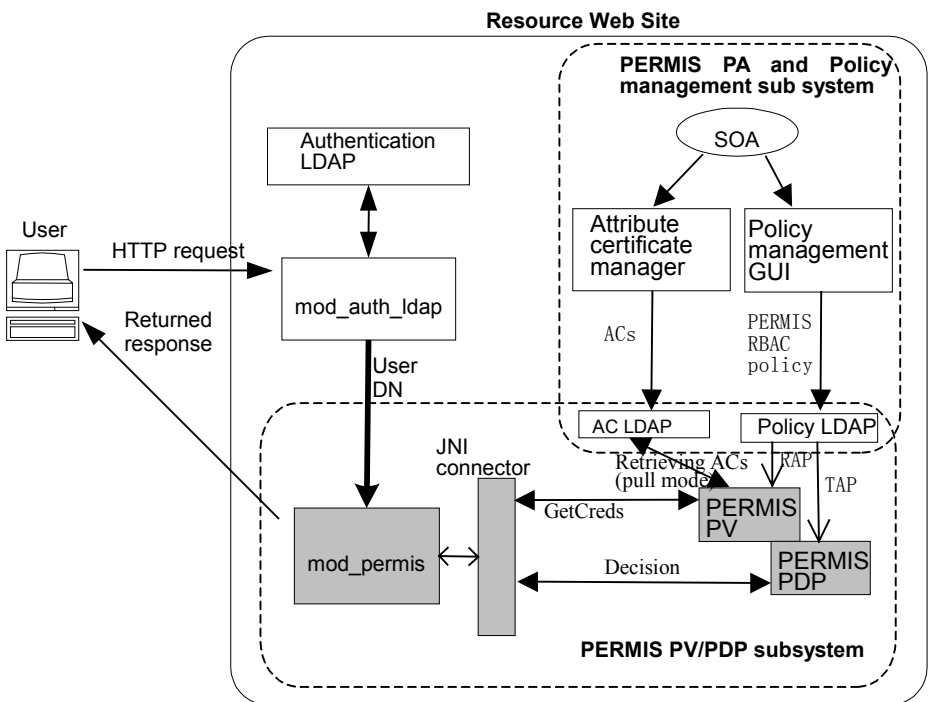 Resource Web Site
PERMIS PA and Policy
management sub system
SOA
Authentication
LDAP
Attribute
certificate
manager
Policy
management
GUI
User
HTTP request
mod_auth_ldap
Returned
response
ACs
PERMIS
RBAC
policy
User
DN
AC LDAP
Policy LDAP
JNI
connector
Retrieving ACs
(pull mode)
RAP
TAP
GetCreds
PERMIS
PV
mod_permis
Decision
PERMIS
PDP
PERMIS PV/PDP subsystem